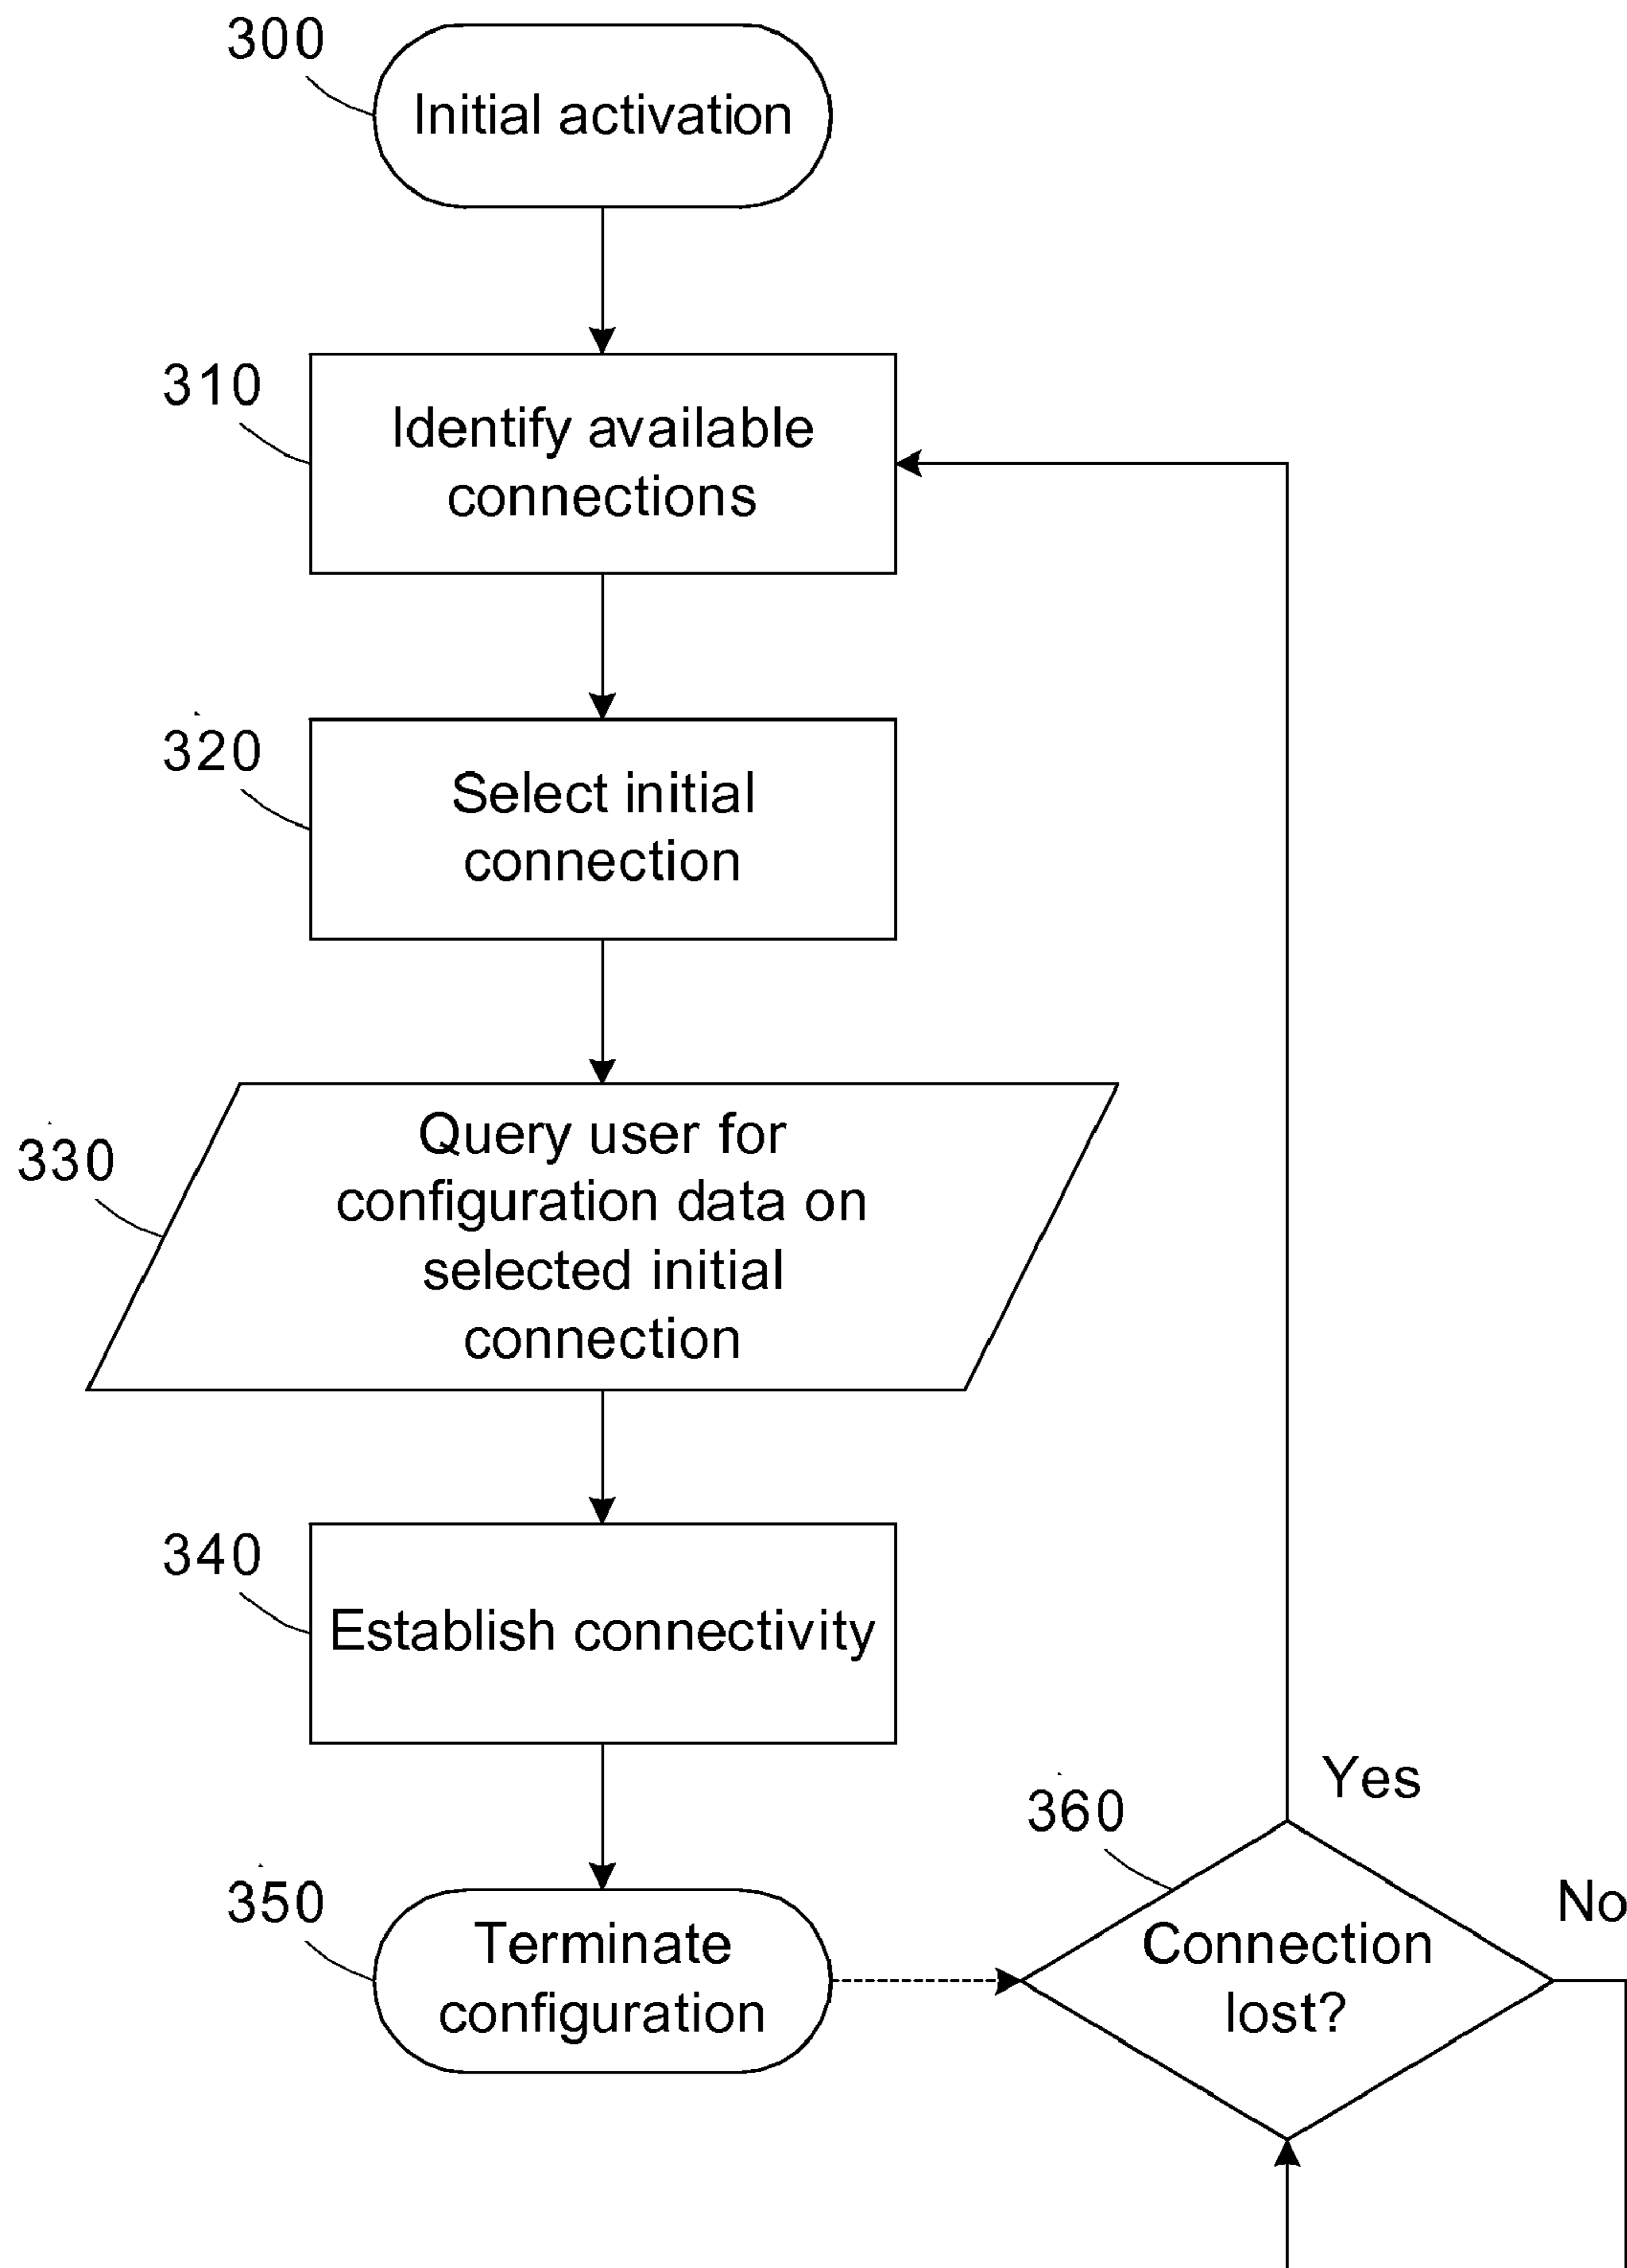 300
Initial activation
310
Identify available
connections
320
Select initial
connection
330
Query user for
configuration data on
selected initial
connection
340
Establish connectivity
Yes
360
350
No
Terminate
configuration
Connection
lost?